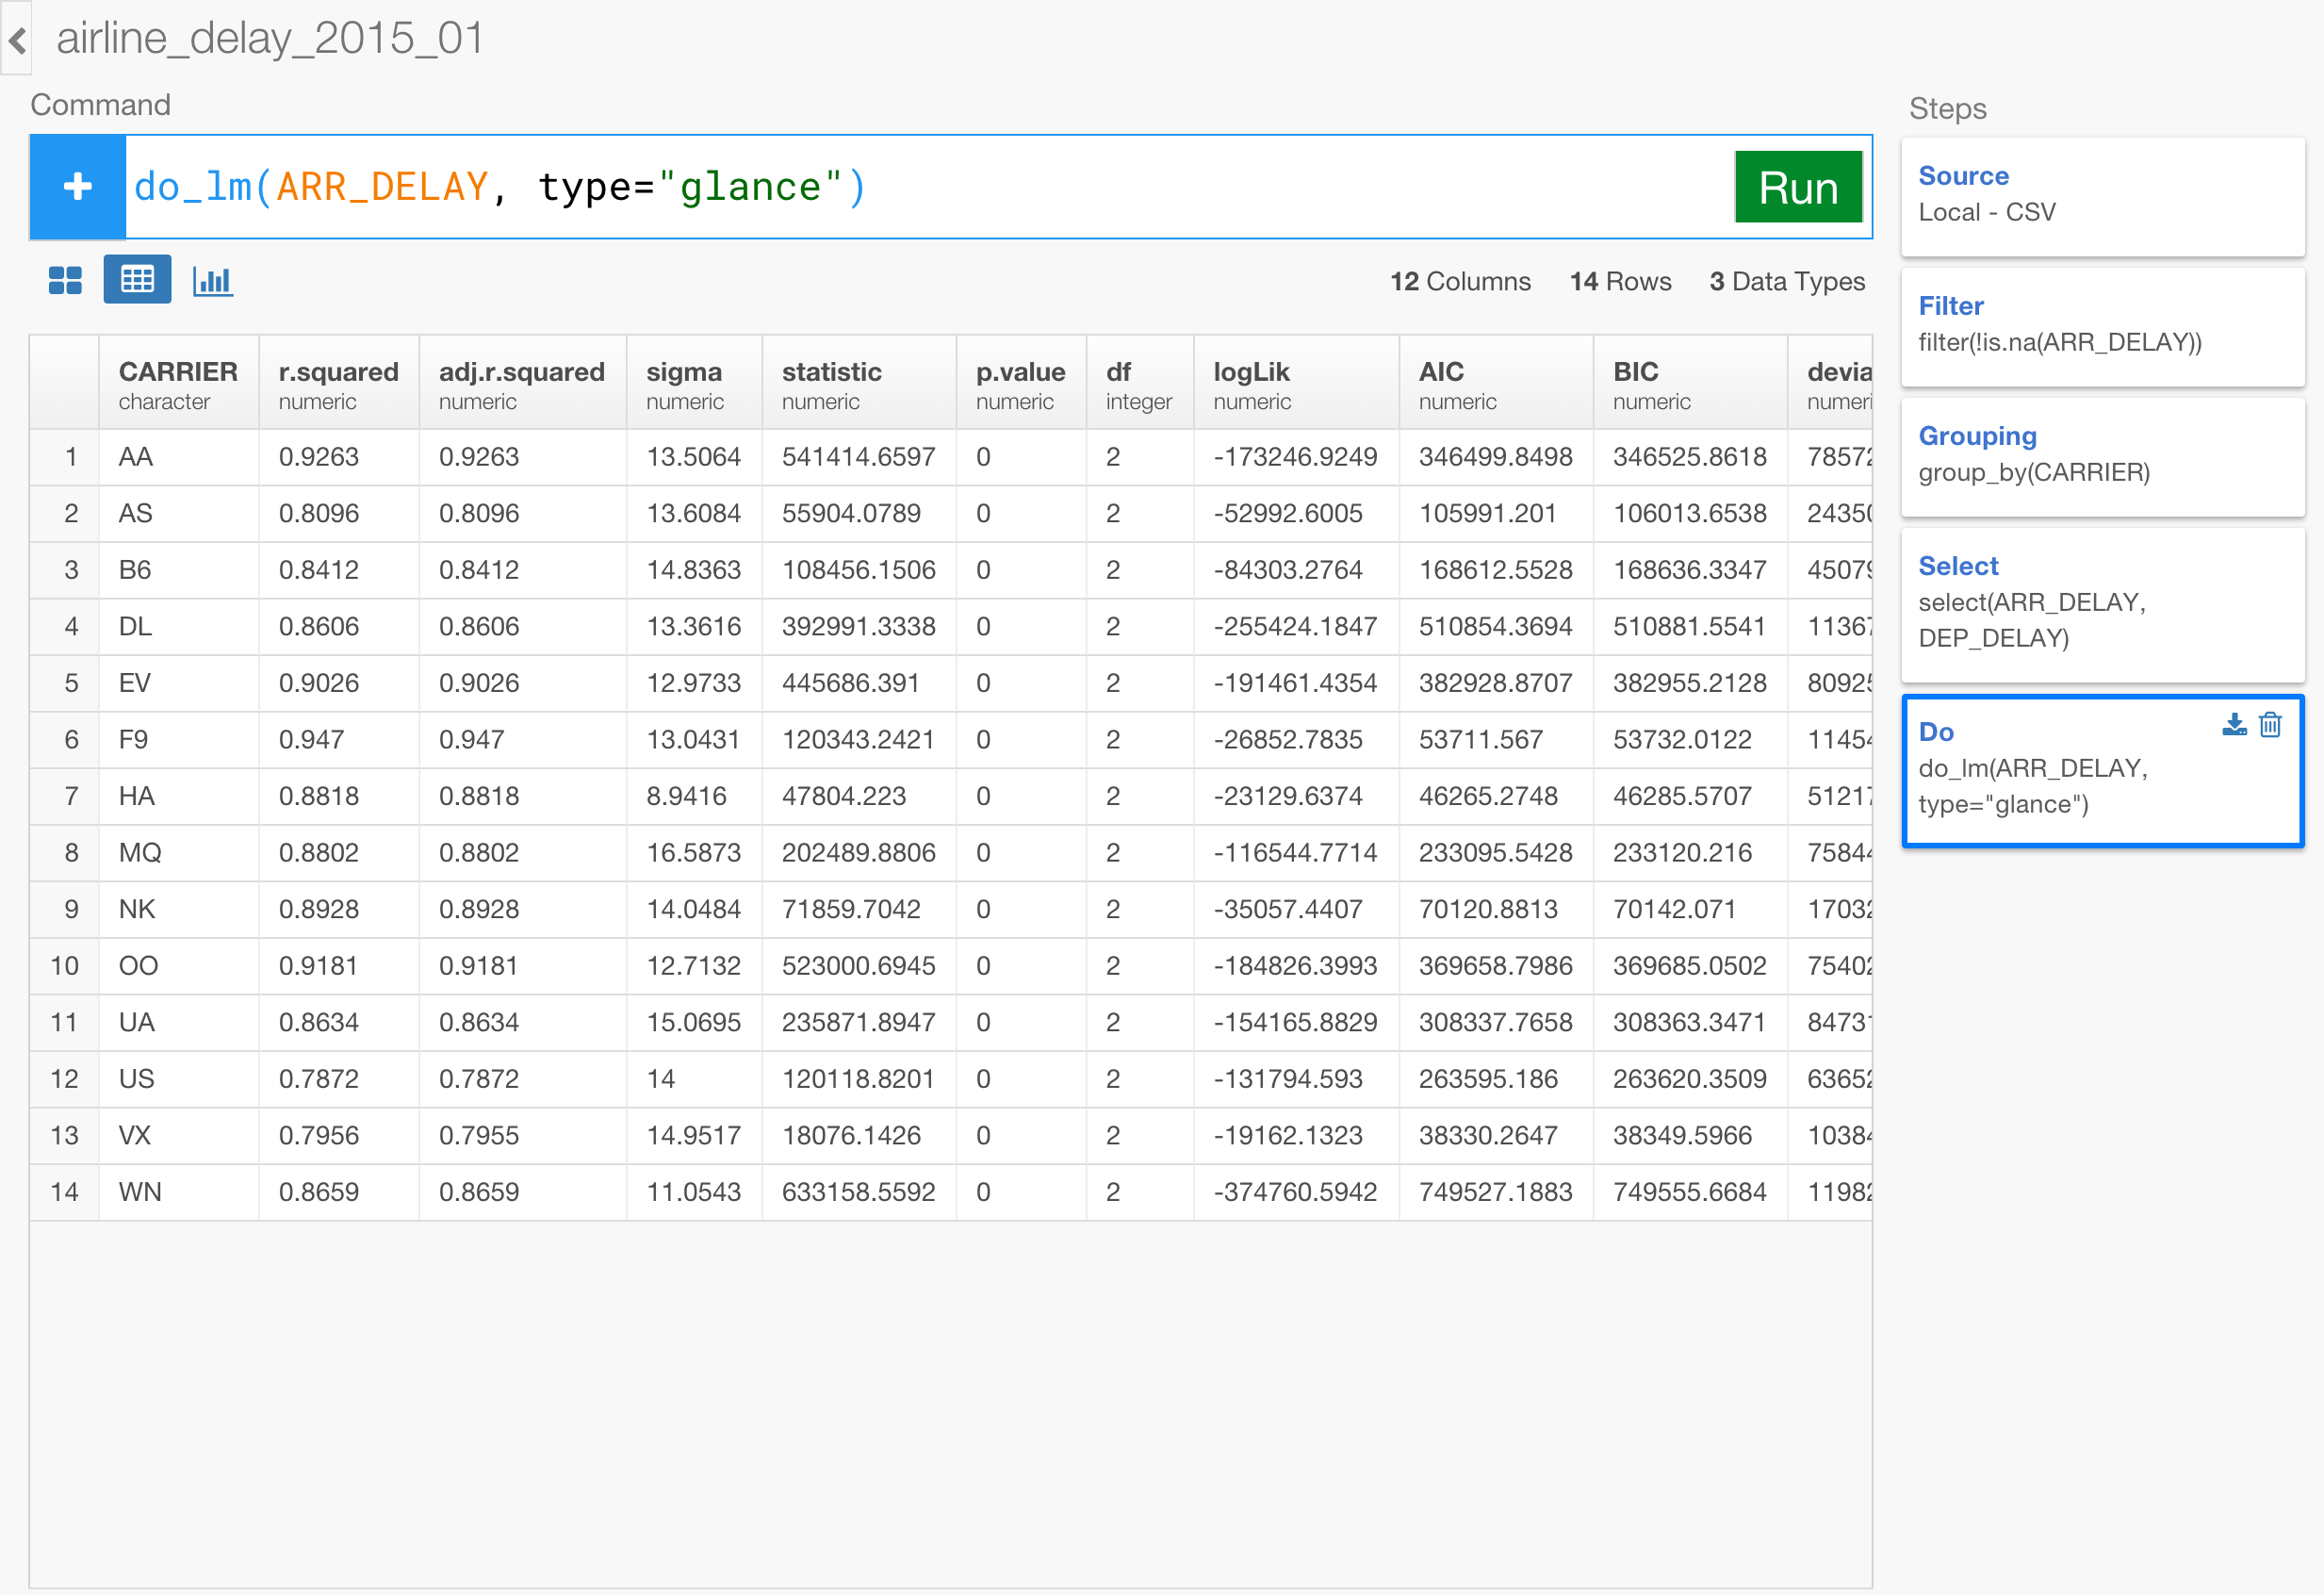 airline_delay_2015_01
Command
do_lm(ARR_DELAY, type="glance")
Run
12 Columns 14 Rows 3 Data Types
CARRIER r.squared adj.r.squared sigma statistic p.value df logLik AIC BIC devia
character numeric numeric numeric numeric numeric integer numeric numeric numeric numeri
1 AA 0.9263 0.9263 13.5064 541414.6597 0 2 -173246.9249 346499.8498 346525.8618 78572
2 AS 0.8096 0.8096 13.6084 55904.0789 0 2 -52992.6005 105991.201 106013.6538 24350
3 B6 0.8412 0.8412 14.8363 108456.1506 0 2 -84303.2764 168612.5528 168636.3347 45079
4 DL 0.8606 0.8606 13.3616 392991.3338 0 2 -255424.1847 510854.3694 510881.5541 11367
5 EV 0.9026 0.9026 12.9733 445686.391 0 2 -191461.4354 382928.8707 382955.2128 80925
6 F9 0.947 0.947 13.0431 120343.2421 0 2 -26852.7835 53711.567 53732.0122 11454
7 HA 0.8818 0.8818 8.9416 47804.223 0 2 -23129.6374 46265.2748 46285.5707 51217
8 MQ 0.8802 0.8802 16.5873 202489.8806 0 2 -116544.7714 233095.5428 233120.216 75844
9 NK 0.8928 0.8928 14.0484 71859.7042 0 2 -35057.4407 70120.8813 70142.071 17032
10 OO 0.9181 0.9181 12.7132 523000.6945 0 2 -184826.3993 369658.7986 369685.0502 75402
11 UA 0.8634 0.8634 15.0695 235871.8947 0 2 -154165.8829 308337.7658 308363.3471 84731
12 US 0.7872 0.7872 14 120118.8201 0 2 -131794.593 263595.186 263620.3509 63652
13 VX 0.7956 0.7955 14.9517 18076.1426 0 2 -19162.1323 38330.2647 38349.5966 10384
14 WN 0.8659 0.8659 11.0543 633158.5592 0 2 -374760.5942 749527.1883 749555.6684 11982
Steps
Source
Local - CSV
Filter
filter(!is.na(ARR_DELAY))
Grouping
group_by(CARRIER)
Select
select(ARR_DELAY,
DEP_DELAY)
Do
do_lm(ARR_DELAY,
type="glance")